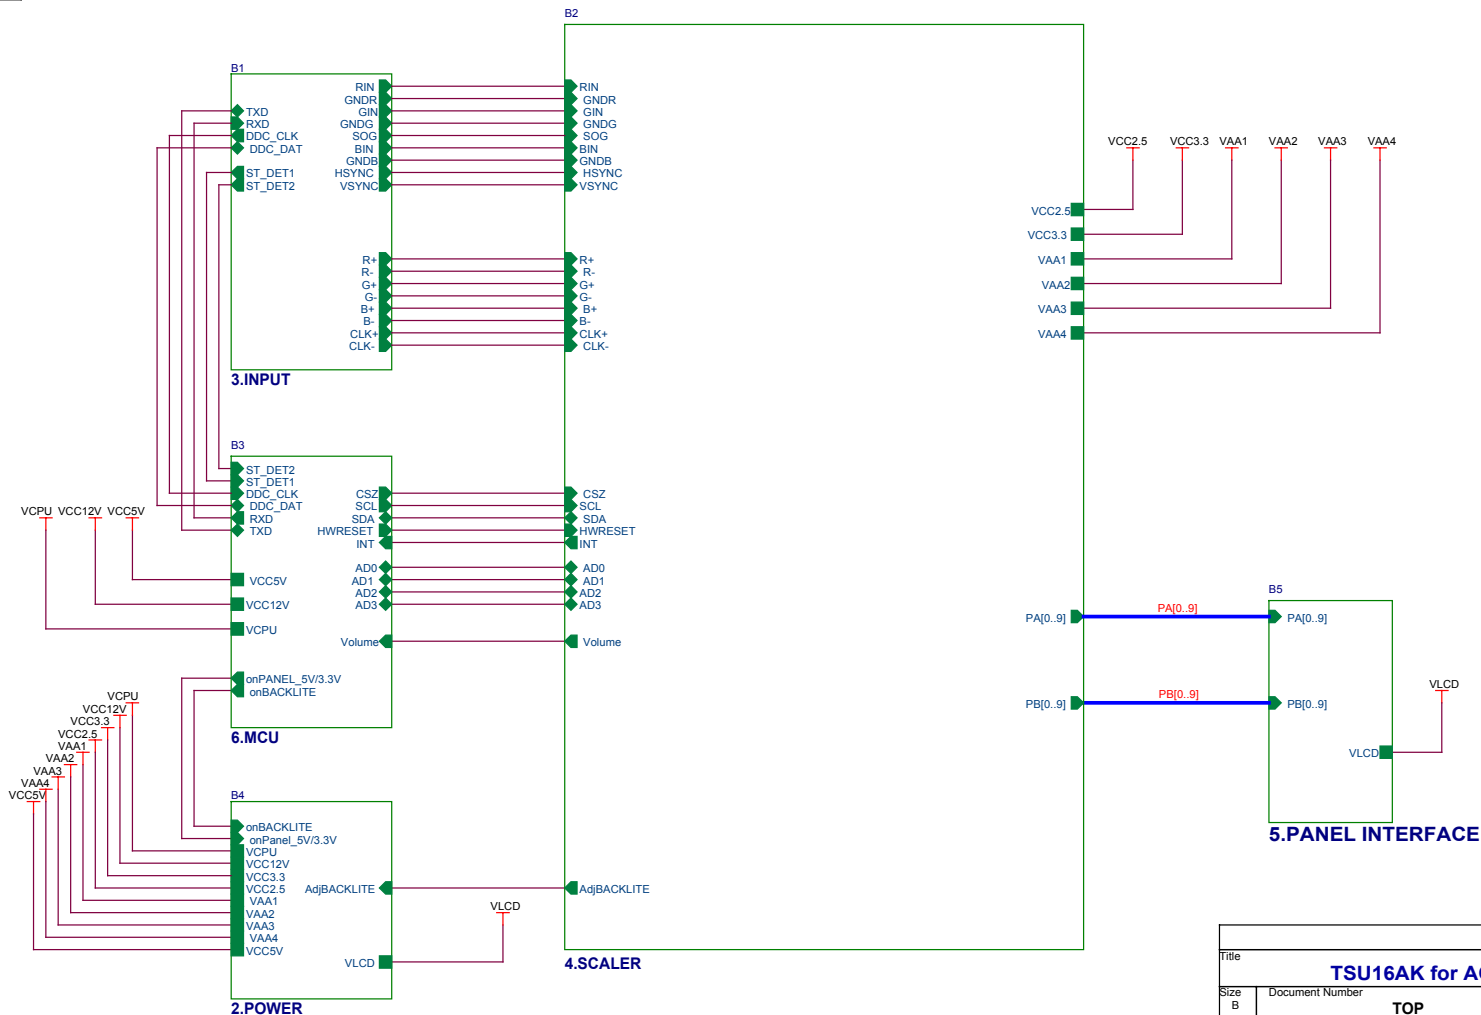 B1
TXD
RXD
DDC_CLK
DDC_DAT
ST_DET1
ST_DET2
RIN
GNDR
GIN
GNDG
SOG
BIN
GNDB
HSYNC
VSYNC
R+
R-
G+
G-
B+
B-
CLK+
CLK-
3.INPUT
B2
RIN
GNDR
GIN
GNDG
SOG
BIN
GNDB
HSYNC
VSYNC
R+
R-
G+
G-
B+
B-
CLK+
CLK-
CSZ
SCL
SDA
HWRESET
INT
AD0
AD1
AD2
AD3
Volume
AdjBACKLITE
VCC2.5
VCC3.3
VAA1
VAA2
VAA3
VAA4
PA[0..9]
PB[0..9]
4.SCALER
VCC2.5 VCC3.3 VAA1 VAA2 VAA3 VAA4
B3
ST_DET2
ST_DET1
DDC_CLK
DDC_DAT
RXD
TXD
VCC5V
VCC12V
VCPU
onPANEL_5V/3.3V
onBACKLITE
CSZ
SCL
SDA
HWRESET
INT
AD0
AD1
AD2
AD3
Volume
6.MCU
VCPU VCC12V VCC5V
VCPU
VCC12V
VCC3.3
VCC2.5
VAA1
VAA2
VAA3
VAA4
VCC5V
B4
onBACKLITE
onPanel_5V/3.3V
VCPU
VCC12V
VCC3.3
VCC2.5
VAA1
VAA2
VAA3
VAA4
VCC5V
AdjBACKLITE
VLCD
2.POWER
VLCD
PA[0..9]
PB[0..9]
B5
PA[0..9]
PB[0..9]
VLCD
5.PANEL INTERFACE
VLCD
Title
TSU16AK for
Size
B
Document Number
TOP